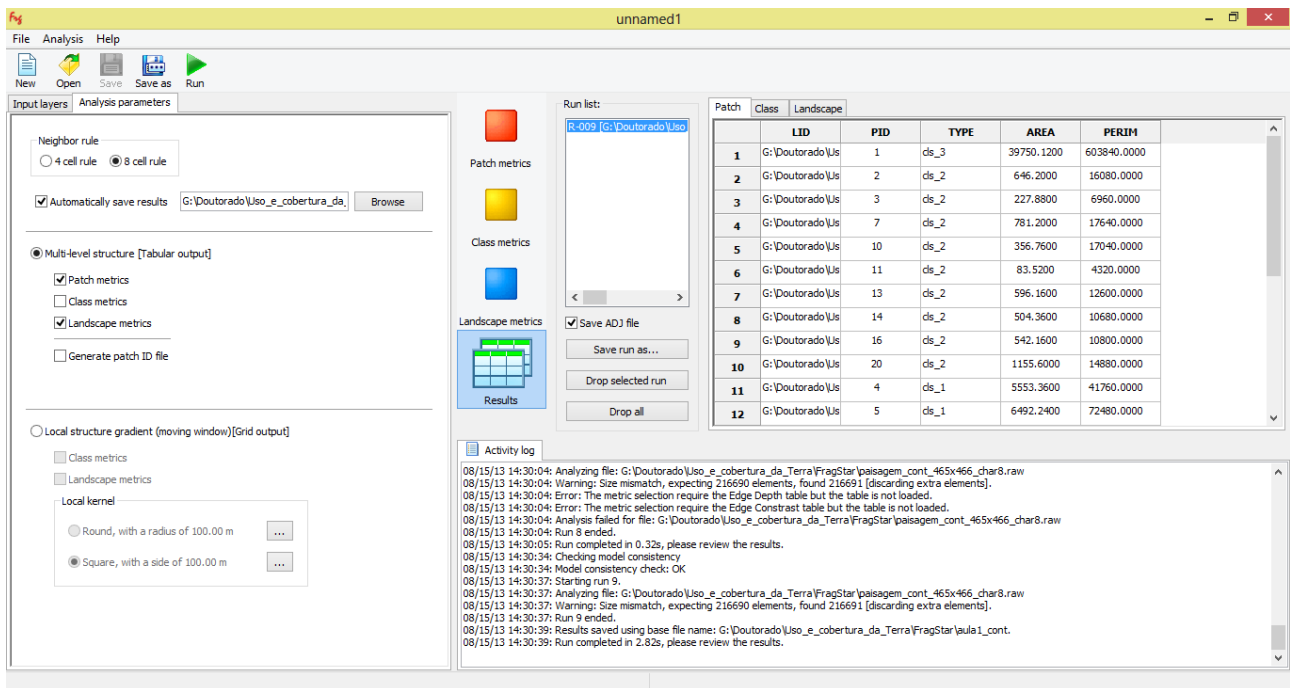 unnamed1
File Analysis Help
New Open Save Save as Run
Input layers Analysis parameters
Neighbor rule
4 cell rule 8 cell rule
Automatically save results G:\Doutorado\Uso_e_cobertura_da_ Browse
Multi-level structure [Tabular output]
Patch metrics
Class metrics
Landscape metrics
Generate patch ID file
Local structure gradient (moving window)[Grid output]
Class metrics
Landscape metrics
Local kernel
Round, with a radius of 100.00 m ...
Square, with a side of 100.00 m ...
Patch metrics
Class metrics
Landscape metrics
Results
Run list:
R-009 [G:\Doutorado\Uso
Save ADJ file
Save run as...
Drop selected run
Drop all
Patch Class Landscape
LID PID TYPE AREA PERIM
1 G:\Doutorado\Us 1 cls_3 39750.1200 603840.0000
2 G:\Doutorado\Us 2 cls_2 646.2000 16080.0000
3 G:\Doutorado\Us 3 cls_2 227.8800 6960.0000
4 G:\Doutorado\Us 7 cls_2 781.2000 17640.0000
5 G:\Doutorado\Us 10 cls_2 356.7600 17040.0000
6 G:\Doutorado\Us 11 cls_2 83.5200 4320.0000
7 G:\Doutorado\Us 13 cls_2 596.1600 12600.0000
8 G:\Doutorado\Us 14 cls_2 504.3600 10680.0000
9 G:\Doutorado\Us 16 cls_2 542.1600 10800.0000
10 G:\Doutorado\Us 20 cls_2 1155.6000 14880.0000
11 G:\Doutorado\Us 4 cls_1 5553.3600 41760.0000
12 G:\Doutorado\Us 5 cls_1 6492.2400 72480.0000
Activity log
08/15/13 14:30:04: Analyzing file: G:\Doutorado\Uso_e_cobertura_da_Terra\FragStar\paisagem_cont_465x466_char8.raw
08/15/13 14:30:04: Warning: Size mismatch, expecting 216690 elements, found 216691 [discarding extra elements].
08/15/13 14:30:04: Error: The metric selection require the Edge Depth table but the table is not loaded.
08/15/13 14:30:04: Error: The metric selection require the Edge Constrast table but the table is not loaded.
08/15/13 14:30:04: Analysis failed for file: G:\Doutorado\Uso_e_cobertura_da_Terra\FragStar\paisagem_cont_465x466_char8.raw
08/15/13 14:30:04: Run 8 ended.
08/15/13 14:30:05: Run completed in 0.32s, please review the results.
08/15/13 14:30:34: Checking model consistency
08/15/13 14:30:34: Model consistency check: OK
08/15/13 14:30:37: Starting run 9.
08/15/13 14:30:37: Analyzing file: G:\Doutorado\Uso_e_cobertura_da_Terra\FragStar\paisagem_cont_465x466_char8.raw
08/15/13 14:30:37: Warning: Size mismatch, expecting 216690 elements, found 216691 [discarding extra elements].
08/15/13 14:30:37: Run 9 ended.
08/15/13 14:30:39: Results saved using base file name: G:\Doutorado\Uso_e_cobertura_da_Terra\FragStar\aula1_cont.
08/15/13 14:30:39: Run completed in 2.82s, please review the results.